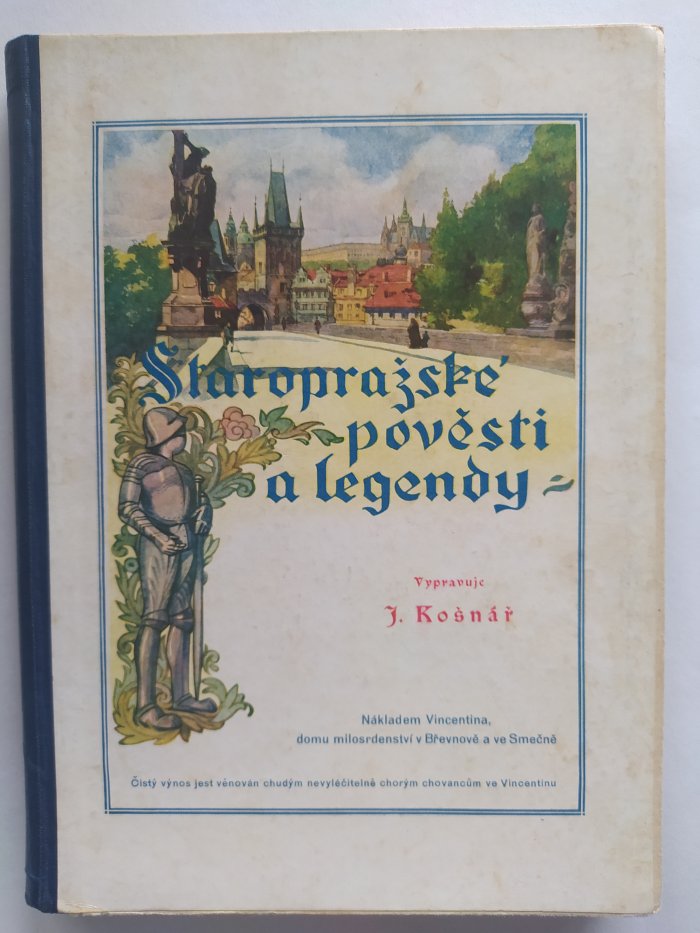 Staropražské
pověsti
a legendy
Vypravuje
J. Košnář
Nákladem Vincentina,
domu milosrdenství v Břevnově a ve Smečně
Čistý výnos jest věnován chudým nevyléčitelně chorým chovancům ve Vincentinu